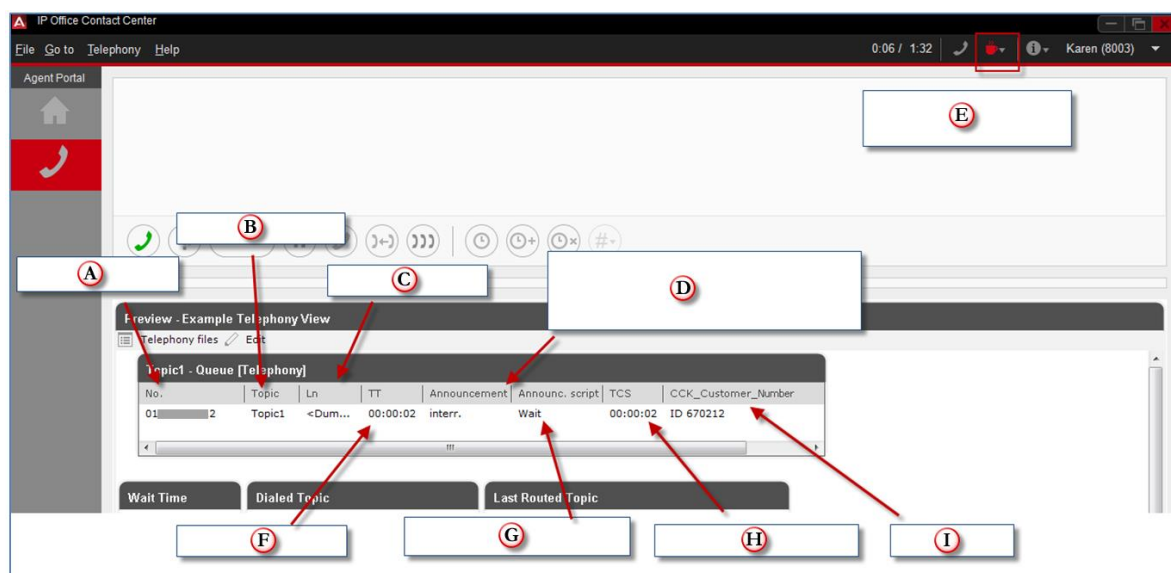 IP Office Contact Center
File Go to Telephony Help 0:06 / 1:32 Karen (8003)
Agent Portal
E
B
A
C
D
Preview - Example Telephony View
Telephony files Edit
Topic1 - Queue [Telephony]
No. Topic Ln TT Announcement Announc. script TCS CCK_Customer_Number
01 2 Topic1 <Dum... 00:00:02 interr. Wait 00:00:02 ID 670212
Wait Time Dialed Topic Last Routed Topic
F
G
H
I